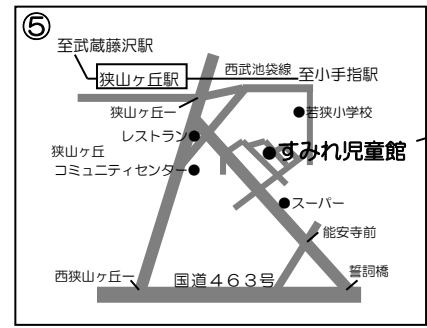 ⑤
至武蔵藤沢駅
狭山ヶ丘駅
西武池袋線
至小手指駅
狭山ヶ丘一
●若狭小学校
レストラン●
●すみれ児童館
狭山ヶ丘
コミュニティセンター●
●スーパー
能安寺前
西狭山ヶ丘一
国道463号
誓詞橋